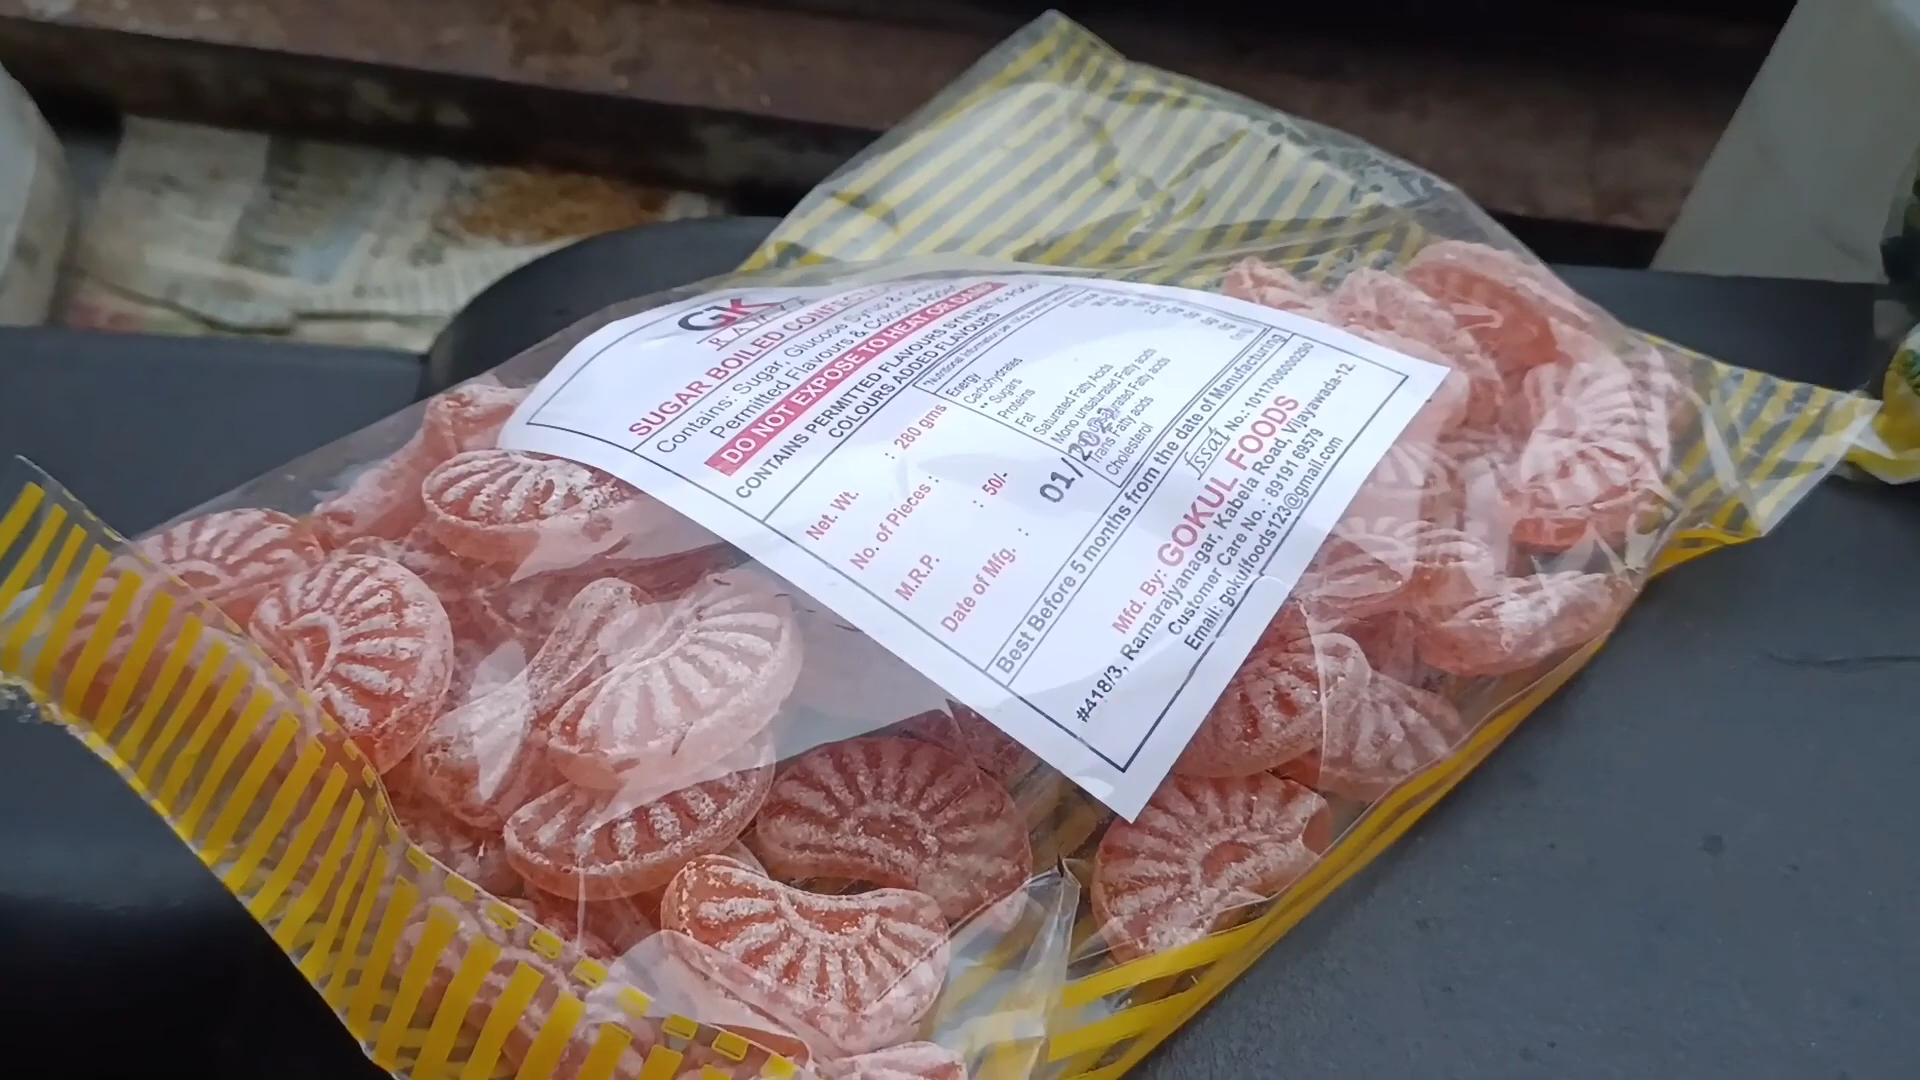 GK
SUGAR BOILED
Contains: Sugar, Glucose Syrup &
Permitted Flavours & Colours Added
DO NOT EXPOSE TO HEAT OR DAMP
CONTAINS PERMITTED FLAVOURS, SYNTHETIC FOOD
COLOURS ADDED FLAVOURS
Net. Wt. : 280 gms
No. of Pieces :
M.R.P. : 50/-
Date of Mfg. :
*Nutritional Information
Energy
Carbohydrates
** Sugars
Proteins
Fat
Saturated Fatty Acids
Mono unsaturated Fatty acids
Fatty acids
Trans Fatty acids
Cholesterol
Best Before 5 months from the date of Manufacturing
fssai No.:
Mfd. By: GOKUL FOODS
#418/3, Ramarajyanagar, Kabela Road, Vijayawada-12.
Customer Care No.: 89191 69579
Email: gokulfoods123@gmail.com